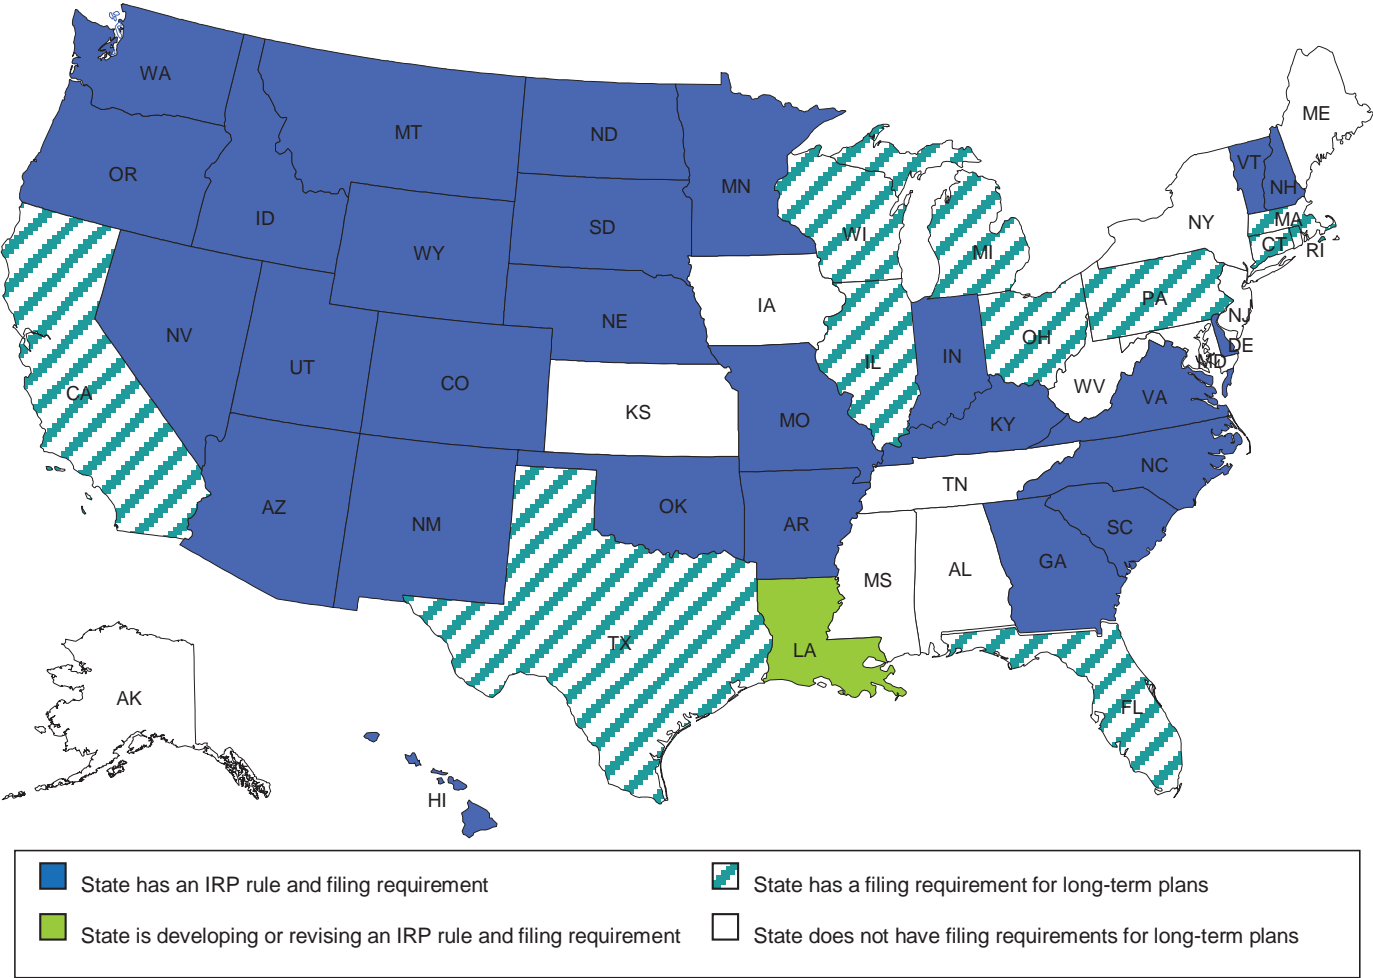 WA
ME
MT
ND
VT
OR
MN
NH
ID
NY
MA
SD
WI
CT
RI
WY
MI
PA
IA
NJ
NE
NV
OH
DE
IN
IL
MD
UT
CO
WV
CA
VA
KS
MO
KY
NC
TN
AZ
OK
NM
AR
SC
GA
MS
AL
TX
LA
AK
FL
HI
State has an IRP rule and filing requirement
State has a filing requirement for long-term plans
State is developing or revising an IRP rule and filing requirement
State does not have filing requirements for long-term plans